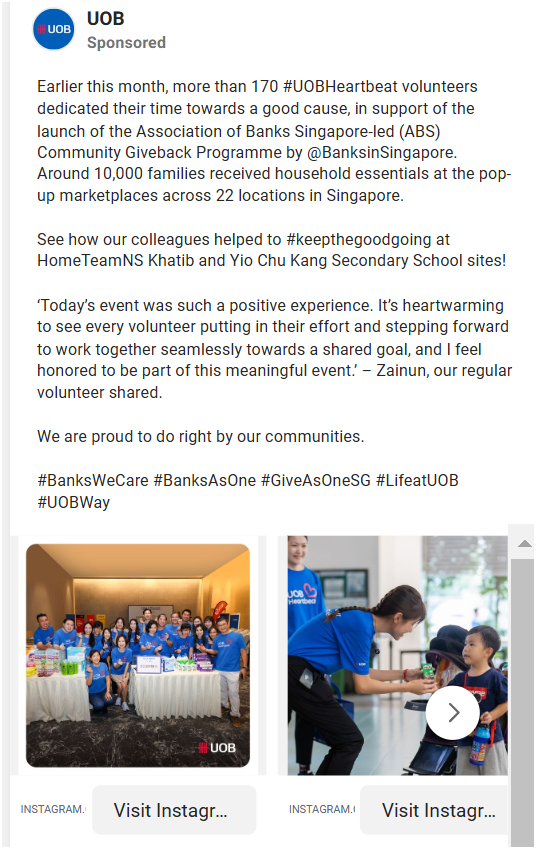 UOB
UOB
Sponsored
Earlier this month, more than 170 #UOBHeartbeat volunteers
dedicated their time towards a good cause, in support of the
launch of the Association of Banks Singapore-led (ABS)
Community Giveback Programme by @BanksinSingapore.
Around 10,000 families received household essentials at the pop-
up marketplaces across 22 locations in Singapore.
See how our colleagues helped to #keepthegoodgoing at
HomeTeamNS Khatib and Yio Chu Kang Secondary School sites!
‘Today’s event was such a positive experience. It’s heartwarming
to see every volunteer putting in their effort and stepping forward
to work together seamlessly towards a shared goal, and I feel
honored to be part of this meaningful event.’ – Zainun, our regular
volunteer shared.
We are proud to do right by our communities.
#BanksWeCare #BanksAsOne #GiveAsOneSG #LifeatUOB
#UOBWay
UOB
Heartbeat
UOB
INSTAGRAM.
Visit Instagr...
INSTAGRAM.
Visit Instagr...